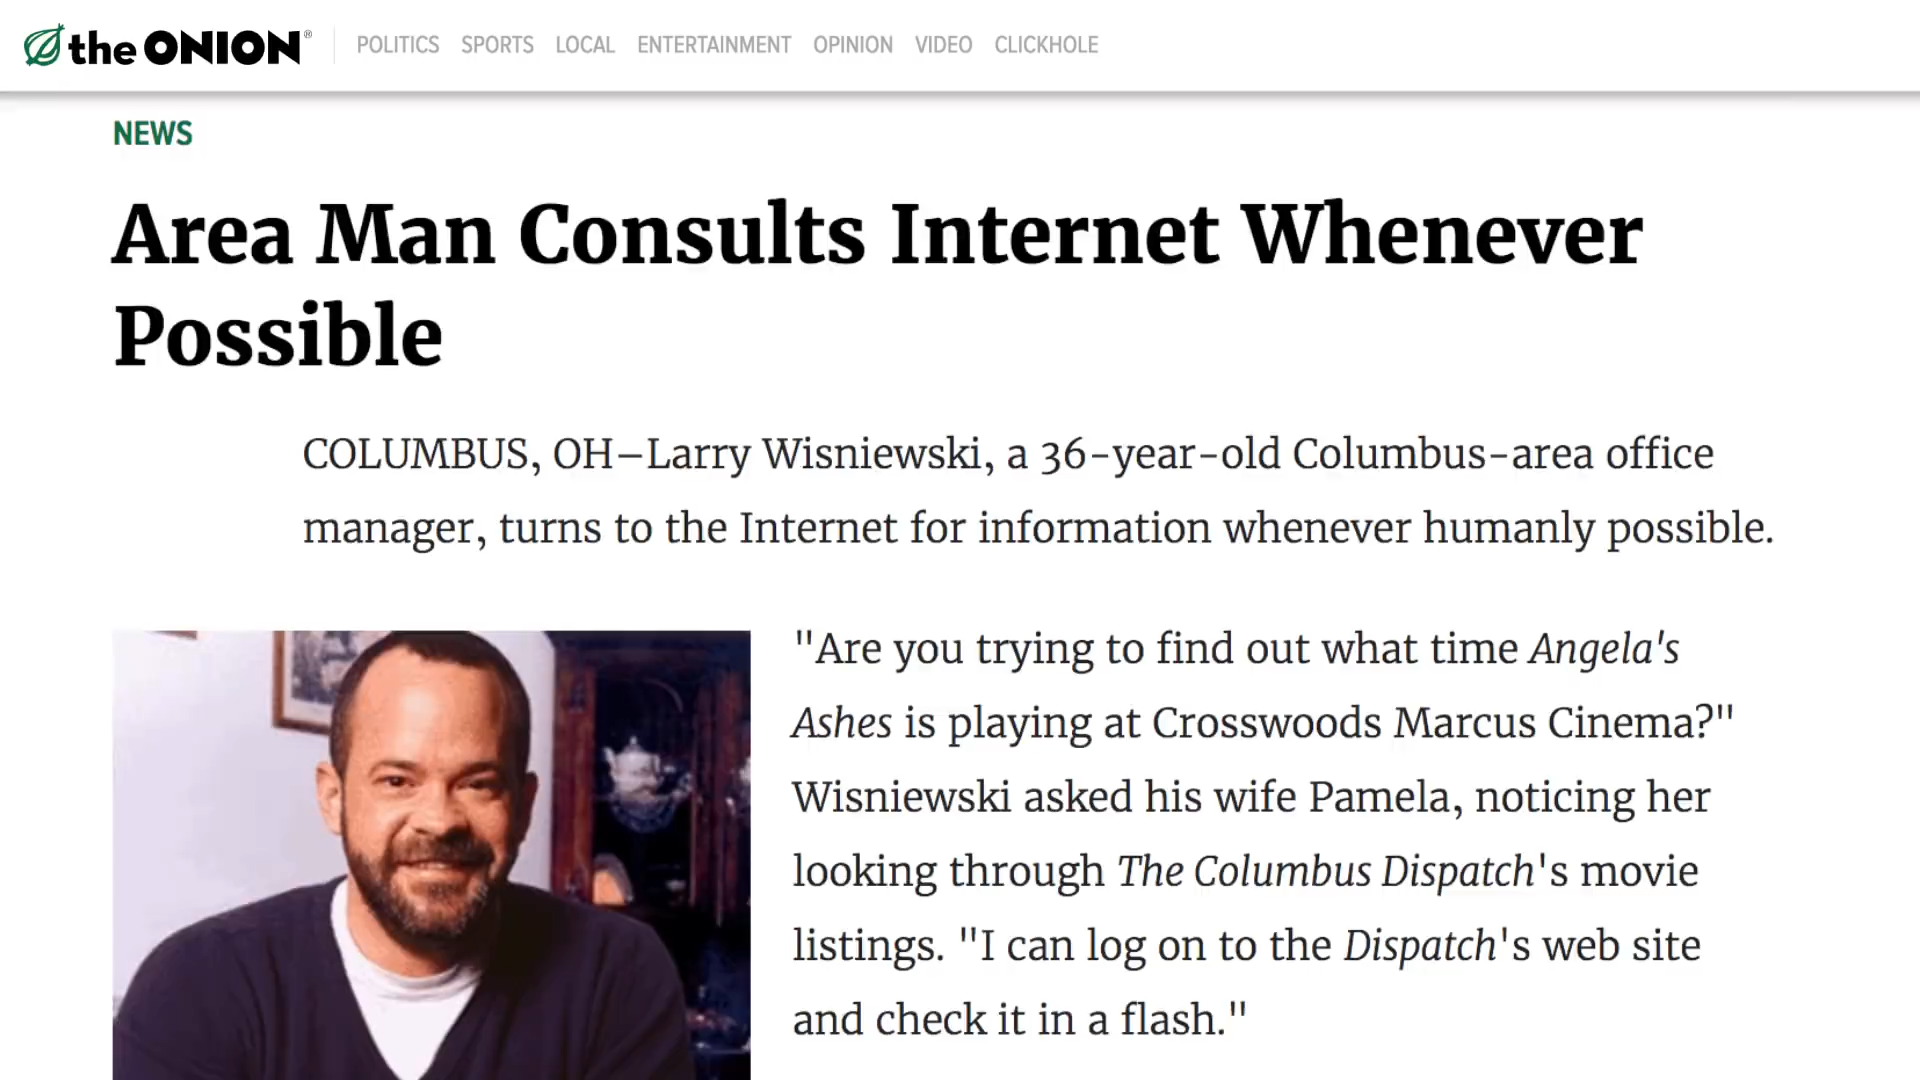 the ONION® POLITICS SPORTS LOCAL ENTERTAINMENT OPINION VIDEO CLICKHOLE
NEWS
Area Man Consults Internet Whenever
Possible
COLUMBUS, OH–Larry Wisniewski, a 36-year-old Columbus-area office
manager, turns to the Internet for information whenever humanly possible.
"Are you trying to find out what time Angela's
Ashes is playing at Crosswoods Marcus Cinema?"
Wisniewski asked his wife Pamela, noticing her
looking through The Columbus Dispatch's movie
listings. "I can log on to the Dispatch's web site
and check it in a flash."